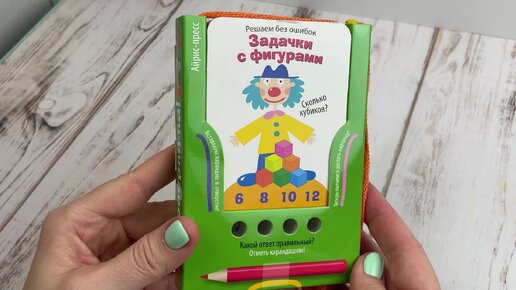 Айрис-пресс
Решаем без ошибок
Задачки
с фигурами
Сколько
кубиков?
6 8 10 12
Какой ответ правильный?
Отметь карандашом!